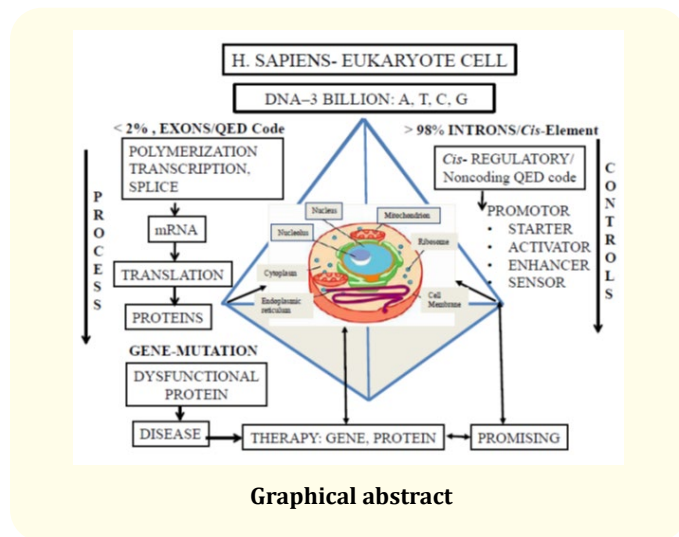 H. SAPIENS- EUKARYOTE CELL
DNA–3 BILLION: A, T, C, G
< 2% , EXONS/QED Code
> 98% INTRONS/Cis-Element
POLYMERIZATION
TRANSCRIPTION,
SPLICE
mRNA
TRANSLATION
PROTEINS
PROCESS
Cis- REGULATORY/
Noncoding QED code
PROMOTOR
• STARTER
• ACTIVATOR
• ENHANCER
• SENSOR
CONTROLS
Nucleus
Mitochondrion
Nucleolus
Ribosome
Cytoplasm
Endoplasmic
reticulum
Cell
Membrane
GENE-MUTATION
DYSFUNCTIONAL
PROTEIN
DISEASE
THERAPY: GENE, PROTEIN
PROMISING
Graphical abstract